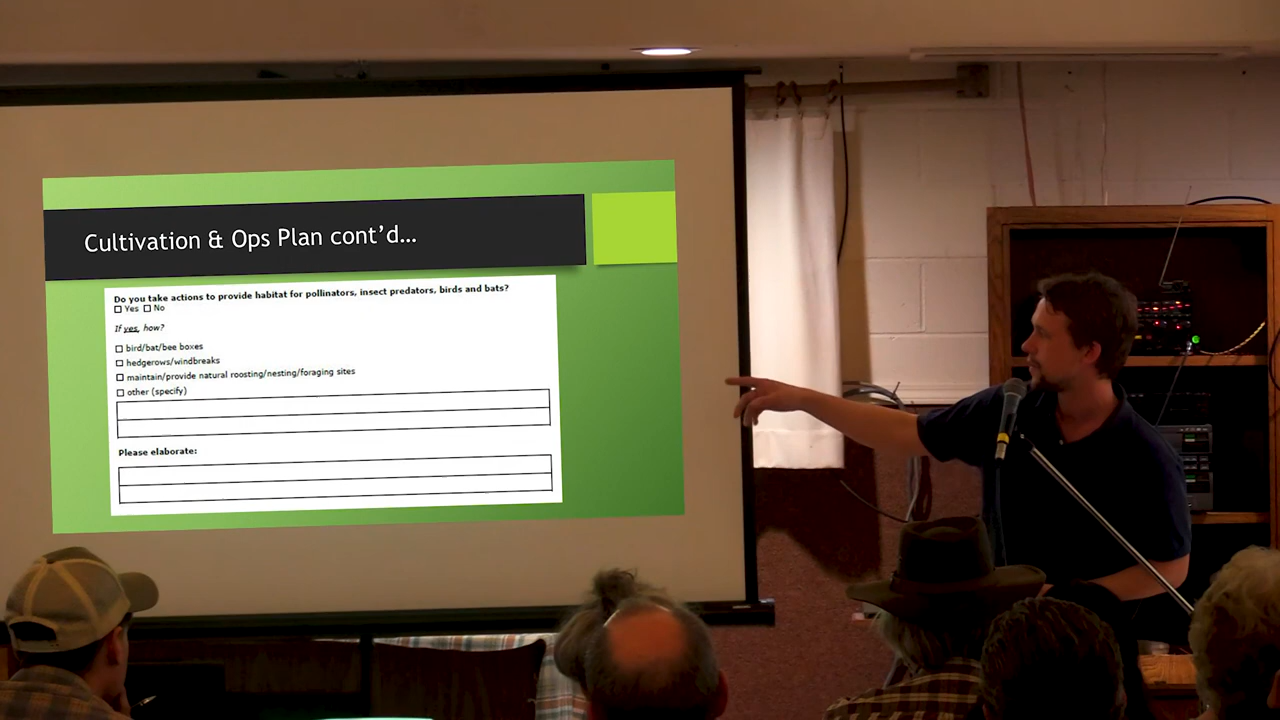 Cultivation & Ops Plan cont'd...
Do you take actions to provide habitat for pollinators, insect predators, birds and bats?
☐ Yes ☐ No
If yes, how?
☐ bird/bat/bee boxes
☐ hedgerows/windbreaks
☐ maintain/provide natural roosting/nesting/foraging sites
☐ other (specify)
Please elaborate: